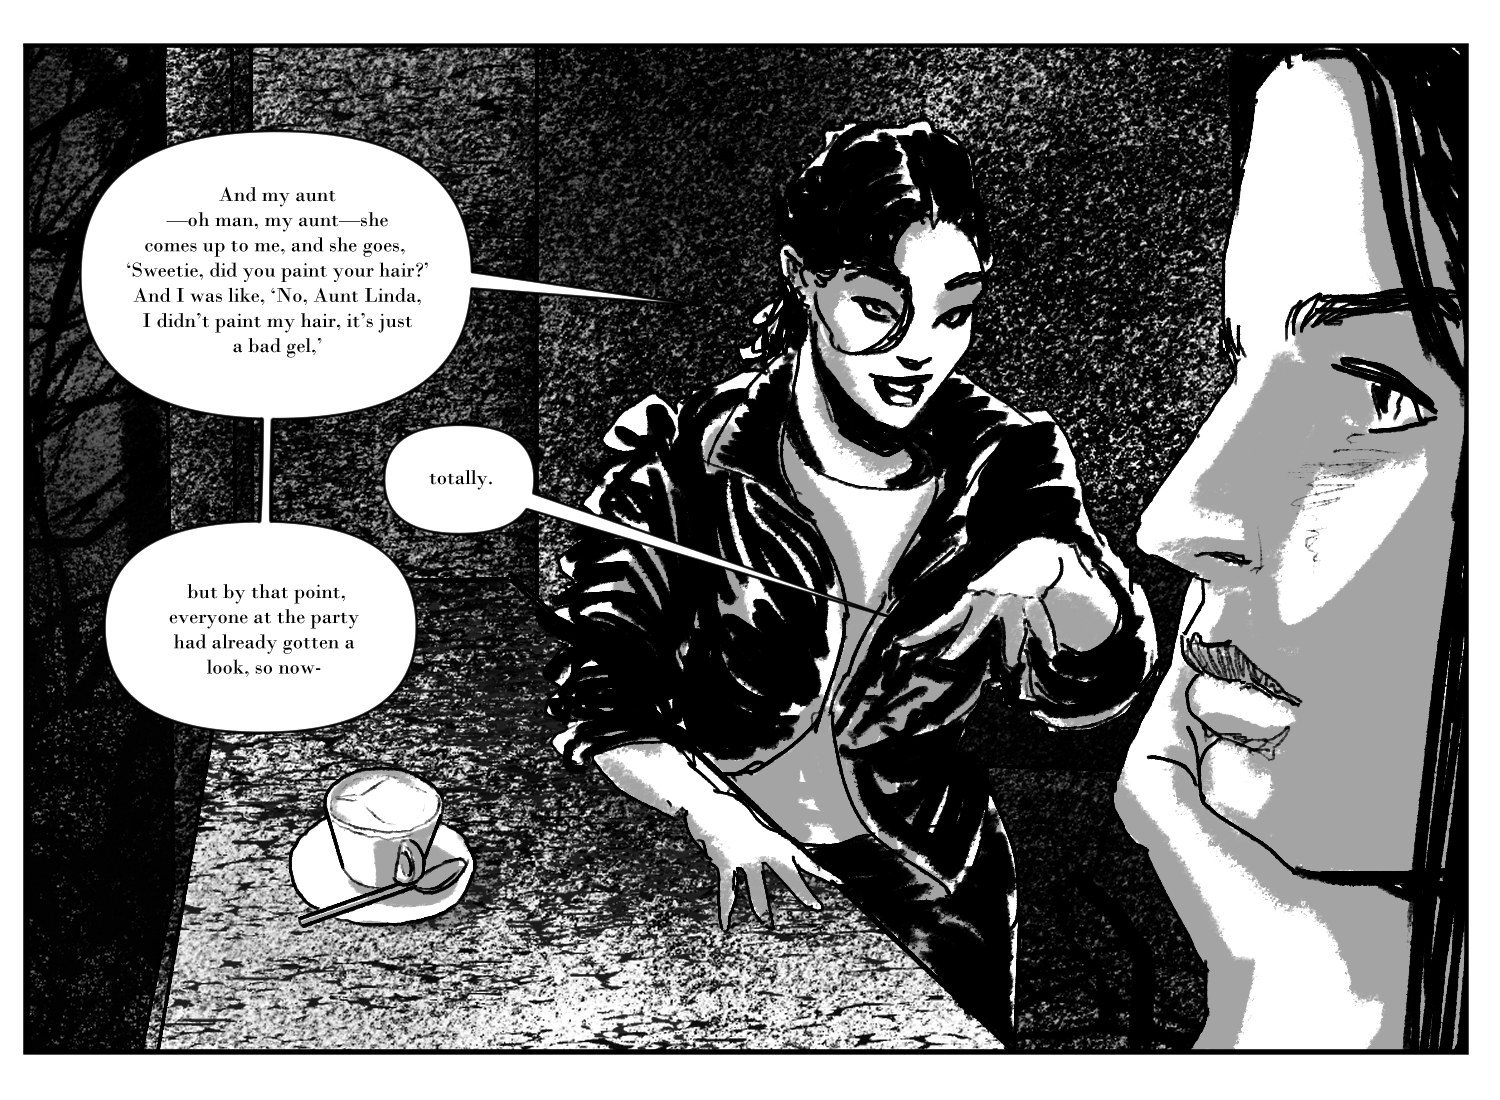 And my aunt
—oh man, my aunt—she
comes up to me, and she goes,
‘Sweetie, did you paint your hair?’
And I was like, ‘No, Aunt Linda,
I didn’t paint my hair, it’s just
a bad gel,’
totally.
but by that point,
everyone at the party
had already gotten a
look, so now-